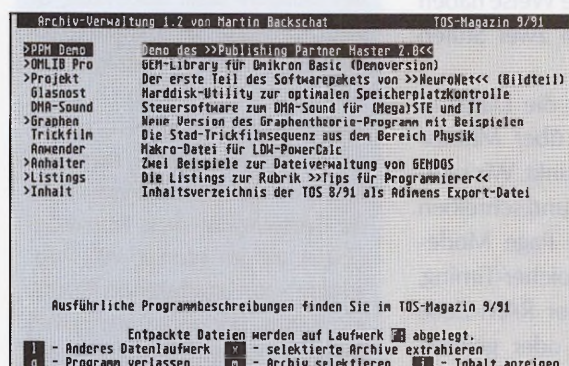 Archiv-Verwaltung 1.2 von Martin Backschat TOS-Magazin 9/91
>PPM Demo Demo des >>Publishing Partner Master 2.0<<
>OMLIB Pro GEM-Library für Omikron Basic (Demoversion)
>Projekt Der erste Teil des Softwarepakets von >>NeuroNet<< (Bildteil)
Glasnost Harddisk-Utility zur optimalen Speicherplatzkontrolle
DMA-Sound Steuersoftware zum DMA-Sound für (Mega)STE und TT
>Graphen Neue Version des Graphentheorie-Programm mit Beispielen
Trickfilm Die Stad-Trickfilmsequenz aus dem Bereich Physik
Anwender Makro-Datei für LDW-PowerCalc
>Anhalter Zwei Beispiele zur Dateiverwaltung von GEMDOS
>Listings Die Listings zur Rubrik >>Tips für Programmierer<<
>Inhalt Inhaltsverzeichnis der TOS 8/91 als Adimens Export-Datei
Ausführliche Programmbeschreibungen finden Sie im TOS-Magazin 9/91
Entpackte Dateien werden auf Laufwerk F: abgelegt.
l - Anderes Datenlaufwerk x - selektierte Archive extrahieren
q - Programm verlassen m - Archiv selektieren i - Inhalt anzeigen